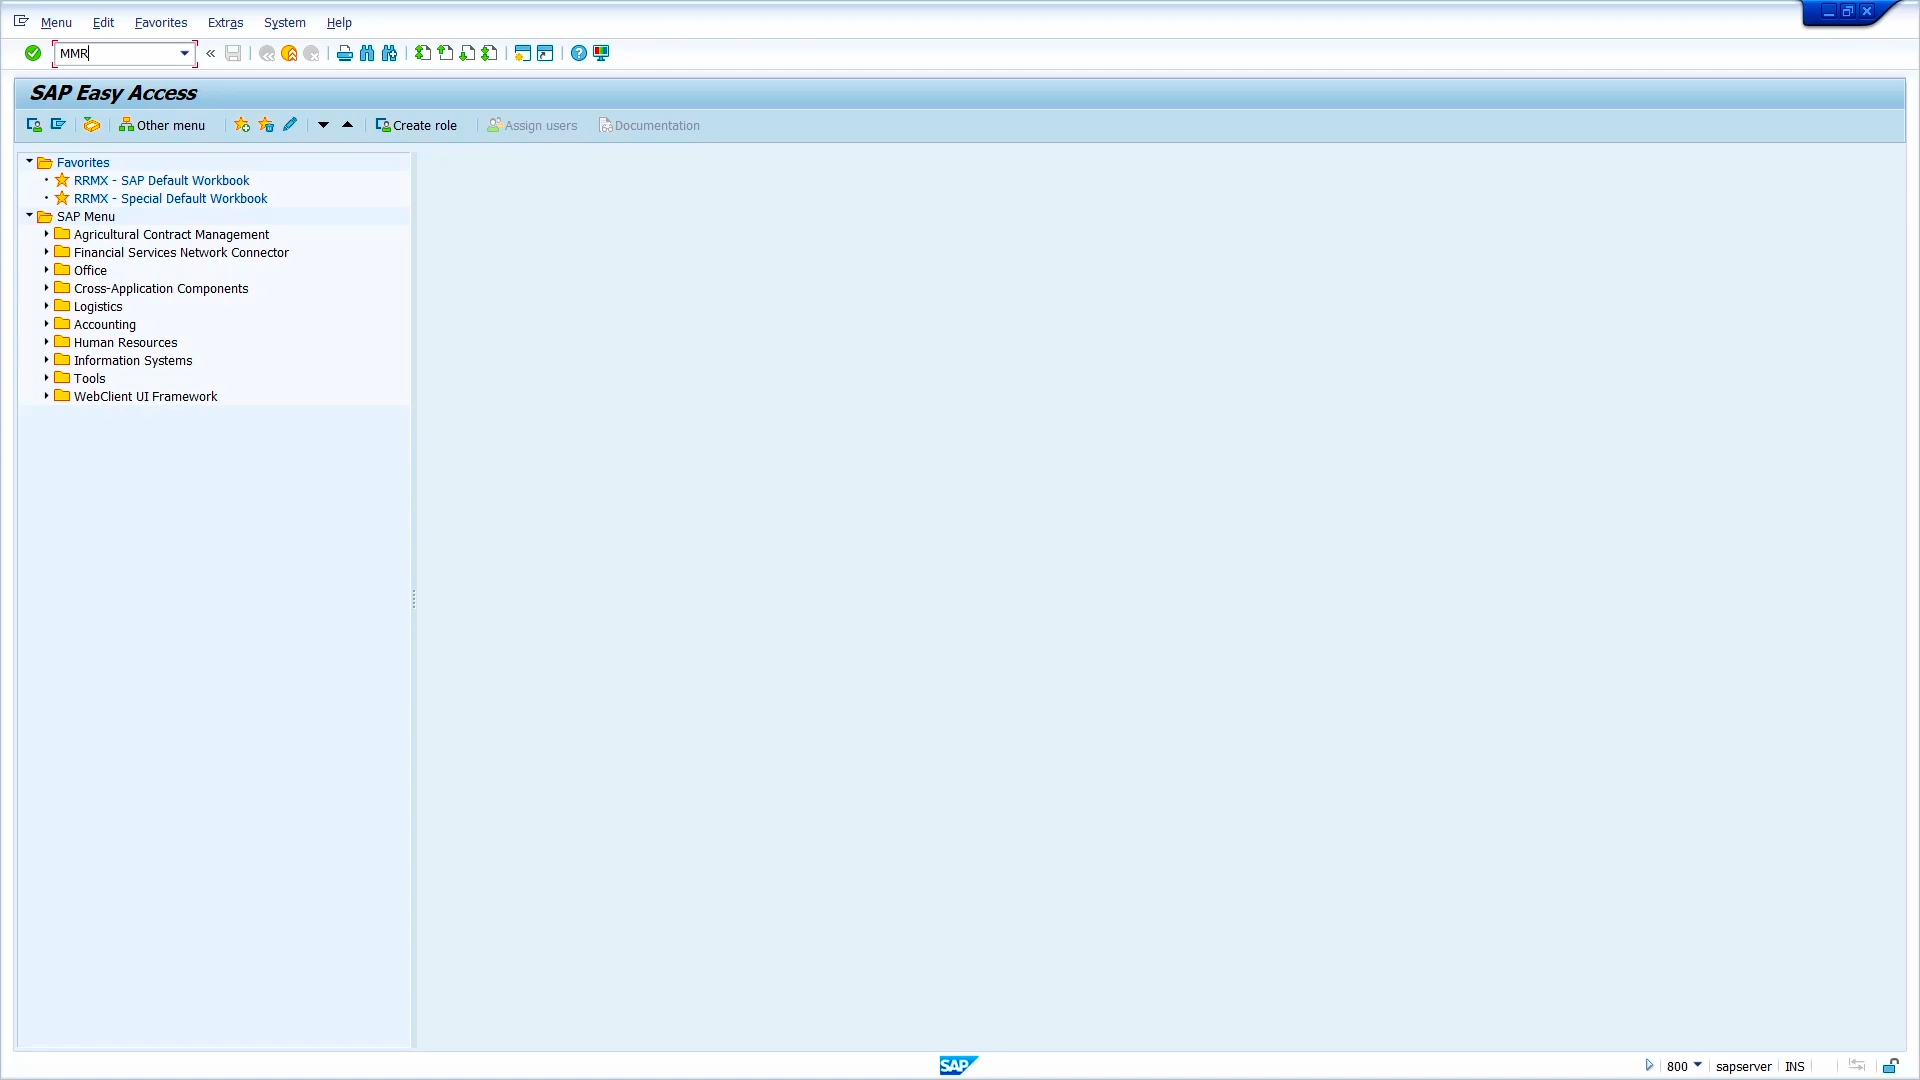 Menu Edit Favorites Extras System Help
MMR
SAP Easy Access
Other menu Create role Assign users Documentation
Favorites
RRMX - SAP Default Workbook
RRMX - Special Default Workbook
SAP Menu
Agricultural Contract Management
Financial Services Network Connector
Office
Cross-Application Components
Logistics
Accounting
Human Resources
Information Systems
Tools
WebClient UI Framework
SAP 800 sapserver INS